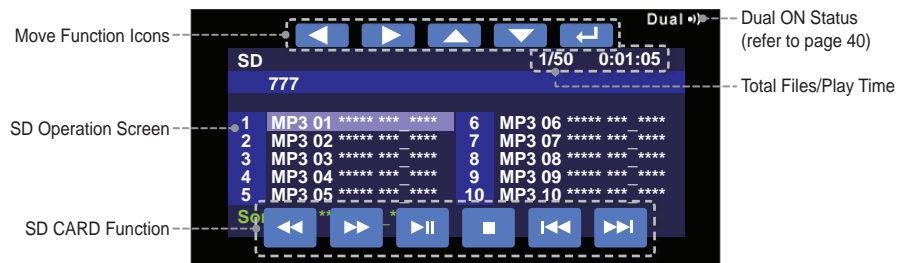 Move Function Icons
Dual
Dual ON Status
(refer to page 40)
SD
1/50 0:01:05
Total Files/Play Time
777
SD Operation Screen
1 MP3 01 ***** ***_****
2 MP3 02 ***** ***_****
3 MP3 03 ***** ***_****
4 MP3 04 ***** ***_****
5 MP3 05 ***** ***_****
6 MP3 06 ***** ***_****
7 MP3 07 ***** ***_****
8 MP3 08 ***** ***_****
9 MP3 09 ***** ***_****
10 MP3 10 ***** ***_****
SD CARD Function